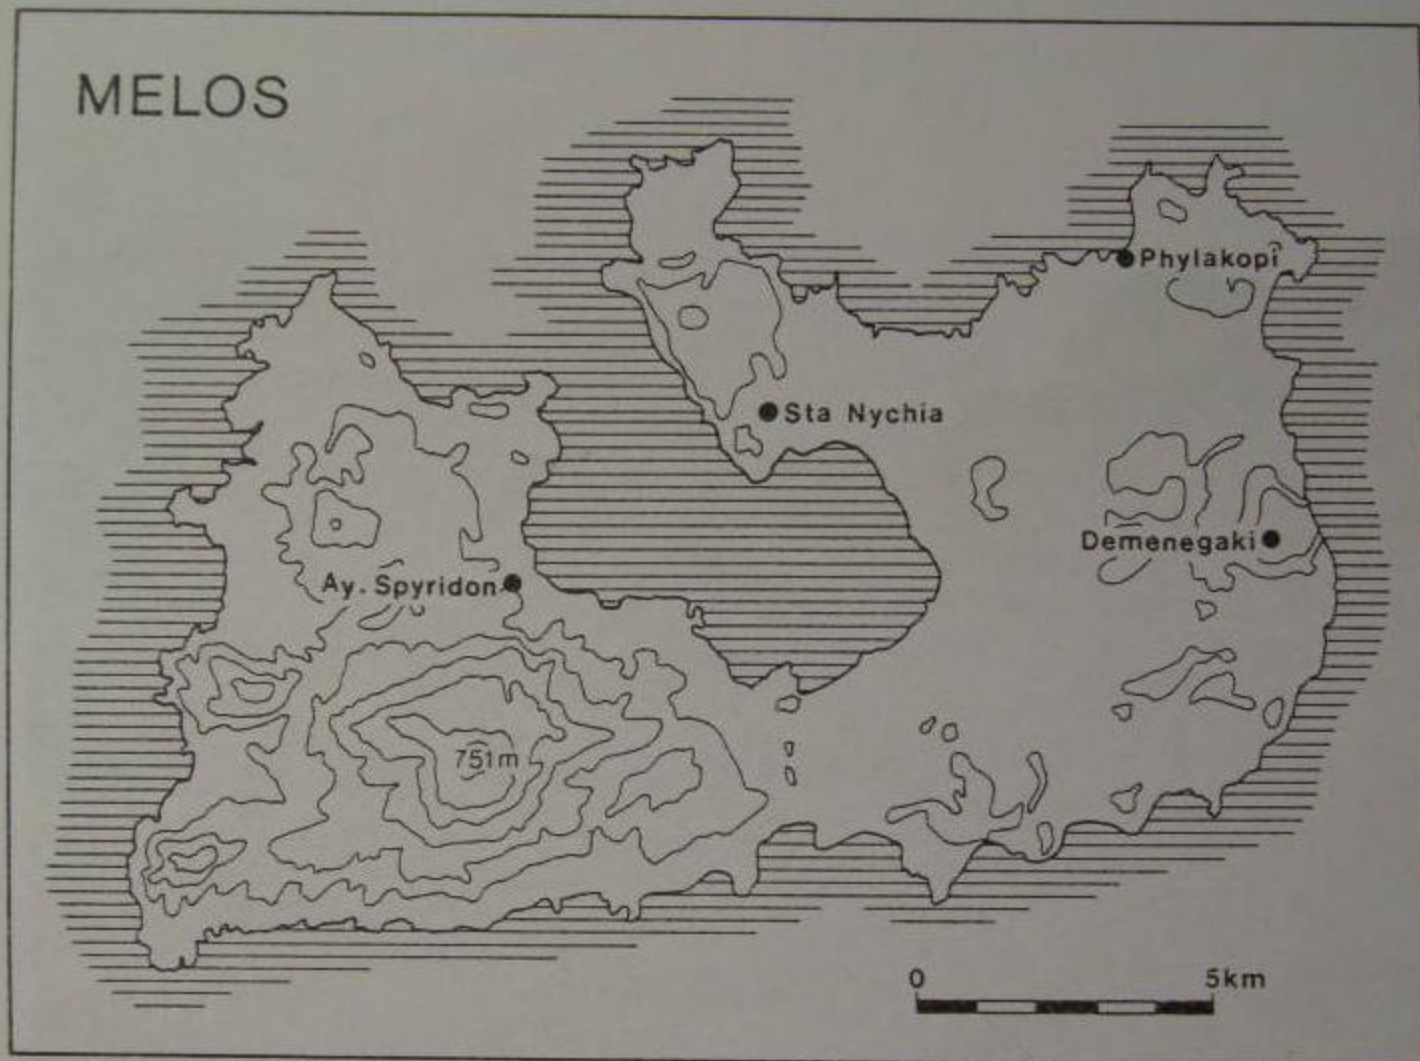 MELOS
Phylakopi
Sta Nychia
Demenegaki
Ay. Spyridon
751m
0 5km